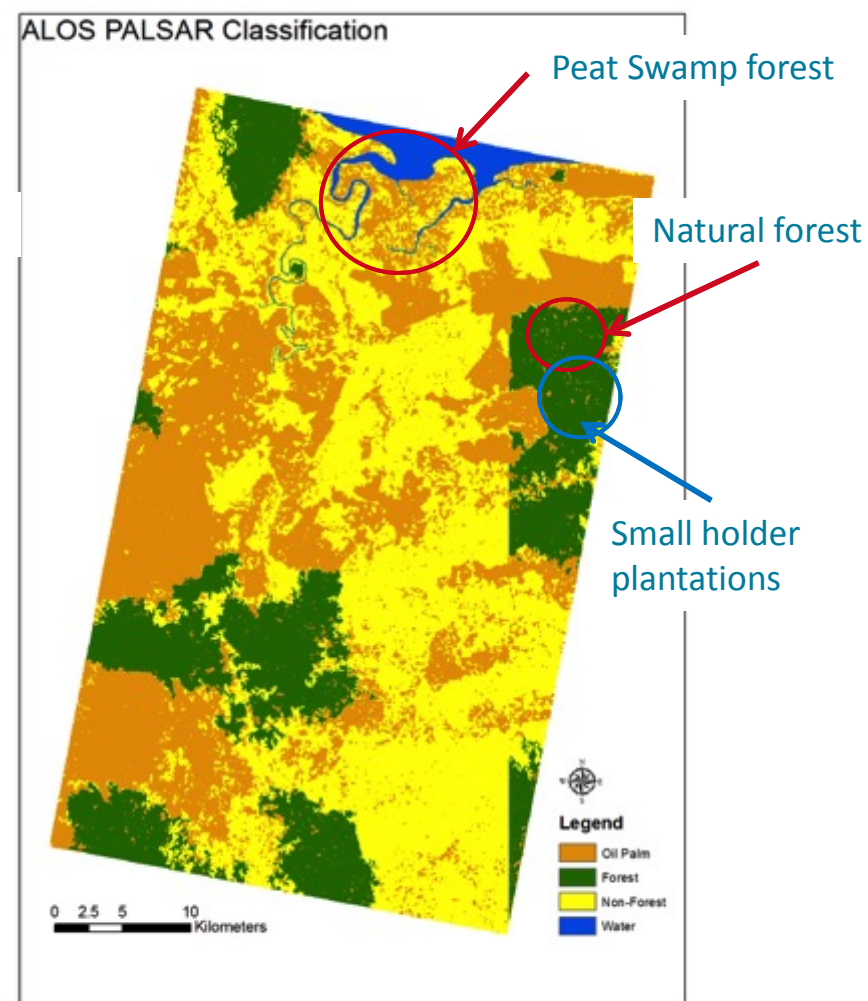 ALOS PALSAR Classification
Peat Swamp forest
Natural forest
Small holder
plantations
Legend
Oil Palm
Forest
Non-Forest
Water
0 2.5 5 10
Kilometers